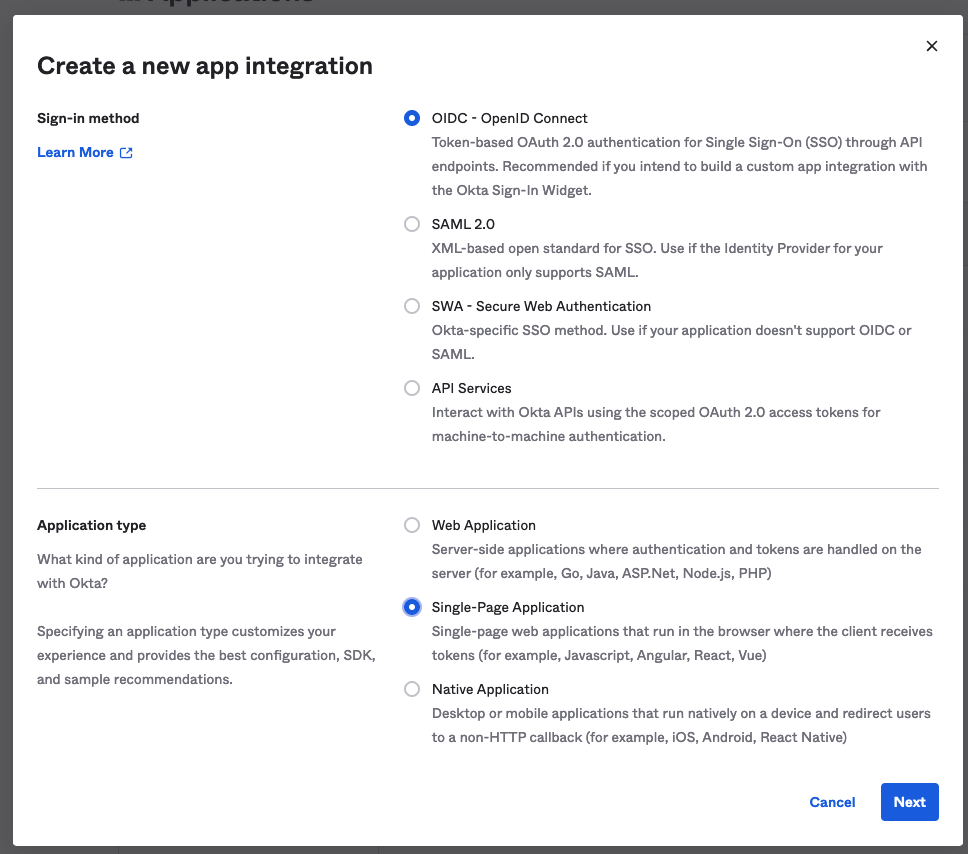 Create a new app integration
Sign-in method
Learn More
OIDC - OpenID Connect
Token-based OAuth 2.0 authentication for Single Sign-On (SSO) through API
endpoints. Recommended if you intend to build a custom app integration with
the Okta Sign-In Widget.
SAML 2.0
XML-based open standard for SSO. Use if the Identity Provider for your
application only supports SAML.
SWA - Secure Web Authentication
Okta-specific SSO method. Use if your application doesn't support OIDC or
SAML.
API Services
Interact with Okta APIs using the scoped OAuth 2.0 access tokens for
machine-to-machine authentication.
Application type
What kind of application are you trying to integrate
with Okta?
Specifying an application type customizes your
experience and provides the best configuration, SDK,
and sample recommendations.
Web Application
Server-side applications where authentication and tokens are handled on the
server (for example, Go, Java, ASP.Net, Node.js, PHP)
Single-Page Application
Single-page web applications that run in the browser where the client receives
tokens (for example, Javascript, Angular, React, Vue)
Native Application
Desktop or mobile applications that run natively on a device and redirect users
to a non-HTTP callback (for example, iOS, Android, React Native)
Cancel
Next